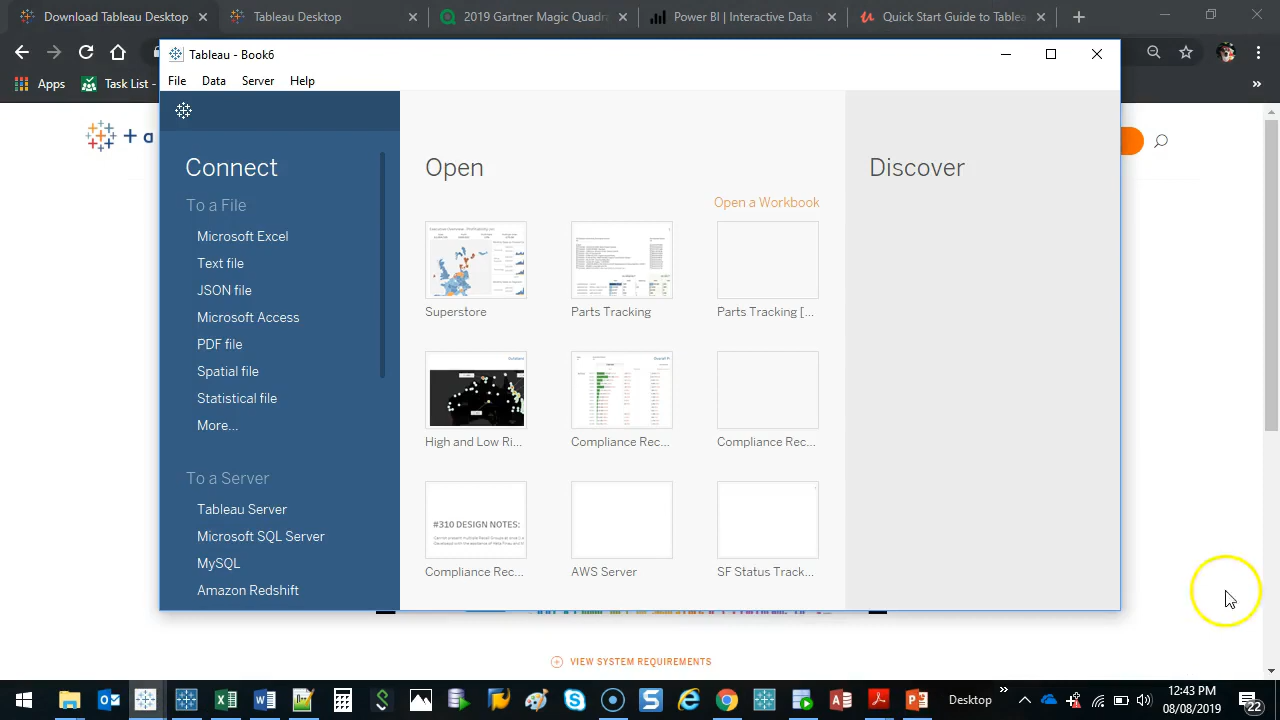 Download Tableau Desktop
Tableau Desktop
2019 Gartner Magic Quadra
Power BI | Interactive Data
Quick Start Guide to Tablea
Tableau - Book6
Apps
Task List -
File Data Server Help
+ a
Connect
To a File
Microsoft Excel
Text file
JSON file
Microsoft Access
PDF file
Spatial file
Statistical file
More...
To a Server
Tableau Server
Microsoft SQL Server
MySQL
Amazon Redshift
Open
Open a Workbook
Superstore
Parts Tracking
Parts Tracking [...
High and Low Ri...
Compliance Rec...
Compliance Rec...
#310 DESIGN NOTES:
Compliance Rec...
AWS Server
SF Status Track...
Discover
VIEW SYSTEM REQUIREMENTS
Desktop
12:43 PM
08/08/2019
22